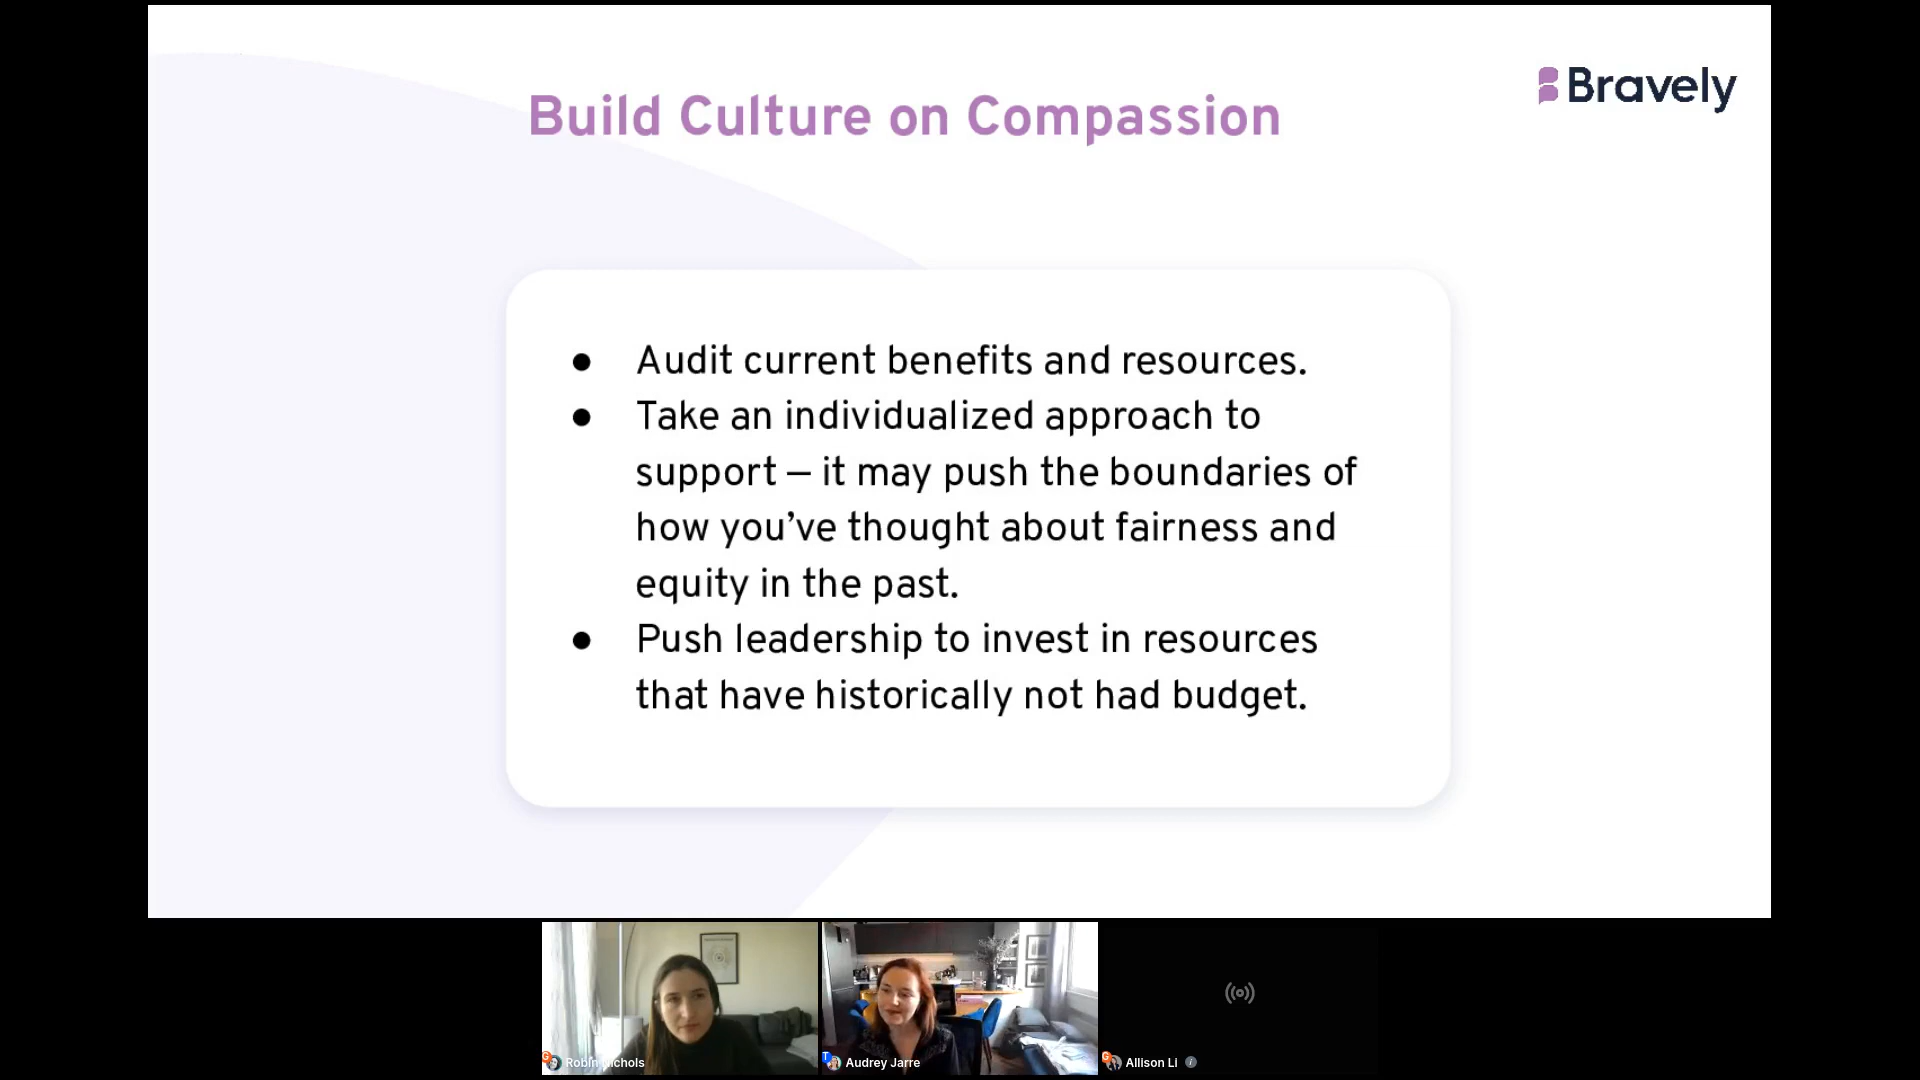 Bravely
Build Culture on Compassion
● Audit current benefits and resources.
● Take an individualized approach to
support — it may push the boundaries of
how you’ve thought about fairness and
equity in the past.
● Push leadership to invest in resources
that have historically not had budget.
Robin Nichols
Audrey Jarre
Allison Li